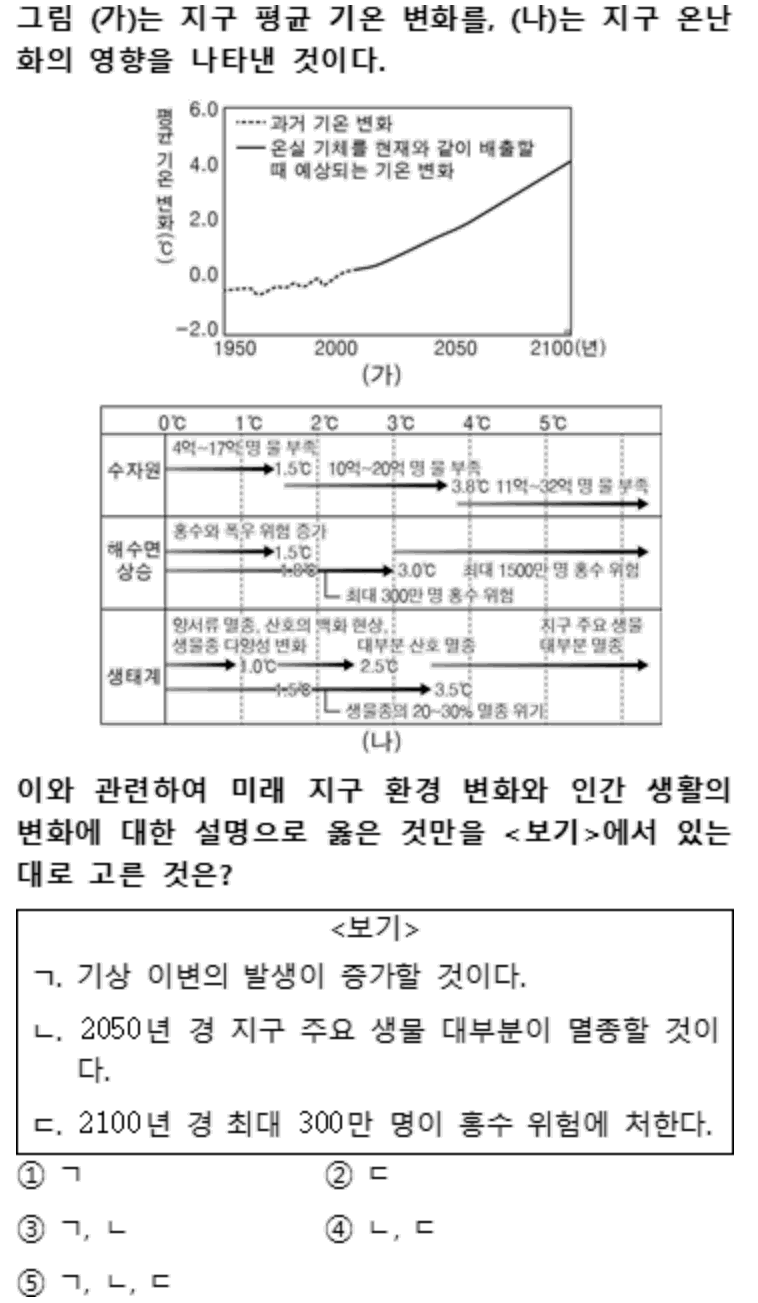 그림 (가)는 지구 평균 기온 변화를, (나)는 지구 온난
화의 영향을 나타낸 것이다.
평균 기온 변화(℃)
6.0
4.0
2.0
0.0
-2.0
과거 기온 변화
온실 기체를 현재와 같이 배출할
때 예상되는 기온 변화
1950 2000 2050 2100(년)
(가)
0℃ 1℃ 2℃ 3℃ 4℃ 5℃
수자원
4억~17억 명 물 부족
1.5℃ 10억~20억 명 물 부족
3.8℃ 11억~32억 명 물 부족
해수면
상승
홍수와 폭우 위험 증가
1.5℃
1.8℃ 3.0℃ 최대 1500만 명 홍수 위험
최대 300만 명 홍수 위험
생태계
양서류 멸종, 산호의 백화 현상, 지구 주요 생물
생물종 다양성 변화 대부분 산호 멸종 대부분 멸종
1.0℃ 2.5℃
1.5℃ 3.5℃
생물종의 20~30% 멸종 위기
(나)
이와 관련하여 미래 지구 환경 변화와 인간 생활의
변화에 대한 설명으로 옳은 것만을 <보기>에서 있는
대로 고른 것은?
<보기>
ㄱ. 기상 이변의 발생이 증가할 것이다.
ㄴ. 2050년 경 지구 주요 생물 대부분이 멸종할 것이
다.
ㄷ. 2100년 경 최대 300만 명이 홍수 위험에 처한다.
① ㄱ ② ㄷ
③ ㄱ, ㄴ ④ ㄴ, ㄷ
⑤ ㄱ, ㄴ, ㄷ